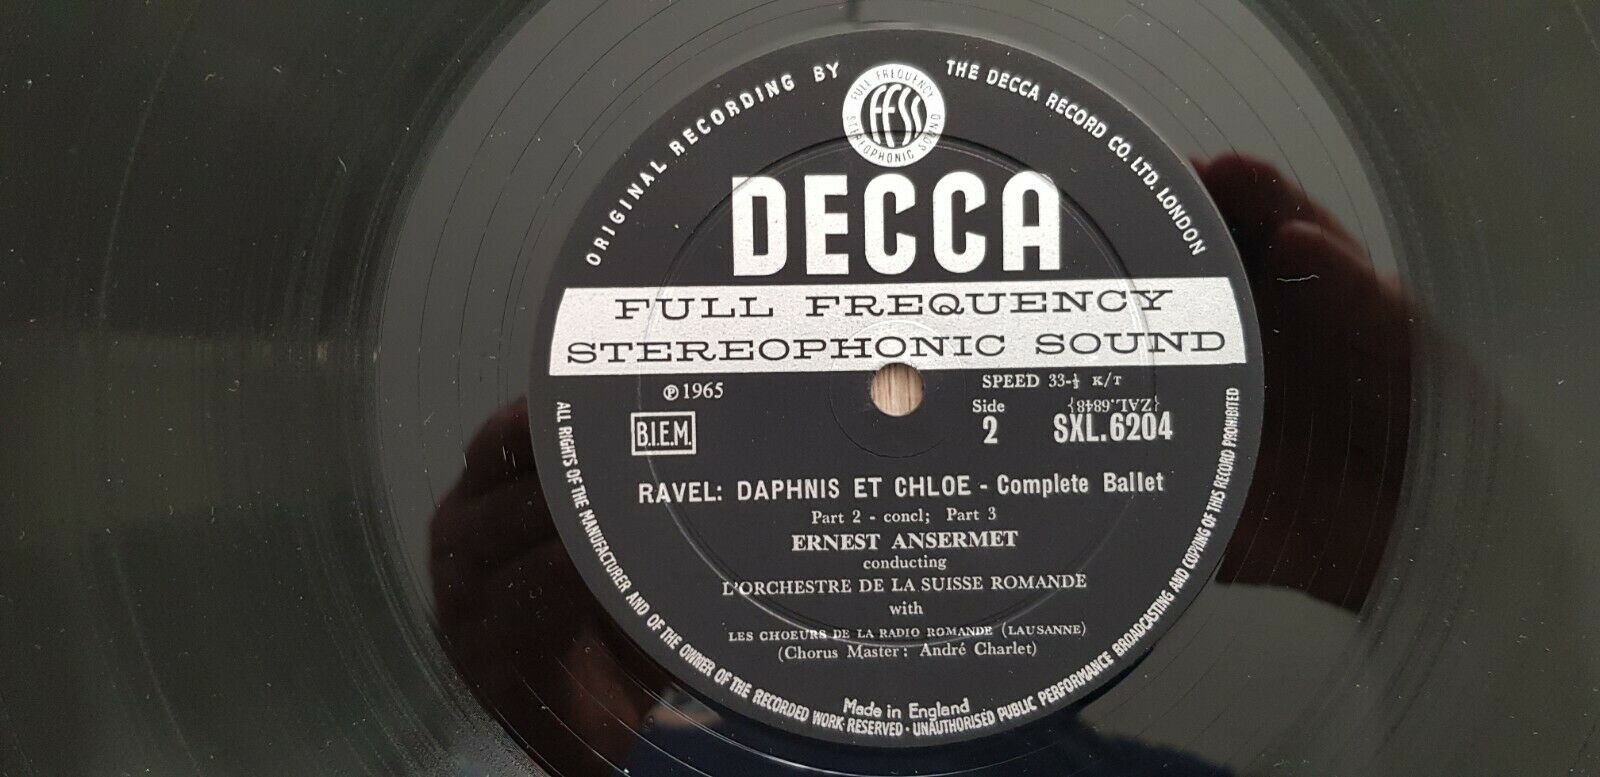 ORIGINAL RECORDING BY
THE DECCA RECORD CO. LTD. LONDON
FULL FREQUENCY
FFSS
STEREOPHONIC SOUND
DECCA
FULL FREQUENCY
STEREOPHONIC SOUND
℗1965
SPEED 33-⅓ K/T
B.I.E.M.
Side
2
{ZAL.6848}
SXL.6204
RAVEL: DAPHNIS ET CHLOE - Complete Ballet
Part 2 - concl; Part 3
ERNEST ANSERMET
conducting
L'ORCHESTRE DE LA SUISSE ROMANDE
with
LES CHOEURS DE LA RADIO ROMANDE (LAUSANNE)
(Chorus Master: André Charlet)
Made in England
ALL RIGHTS OF THE MANUFACTURER AND OF THE OWNER OF THE RECORDED WORK RESERVED · UNAUTHORISED PUBLIC PERFORMANCE BROADCASTING AND COPYING OF THIS RECORD PROHIBITED